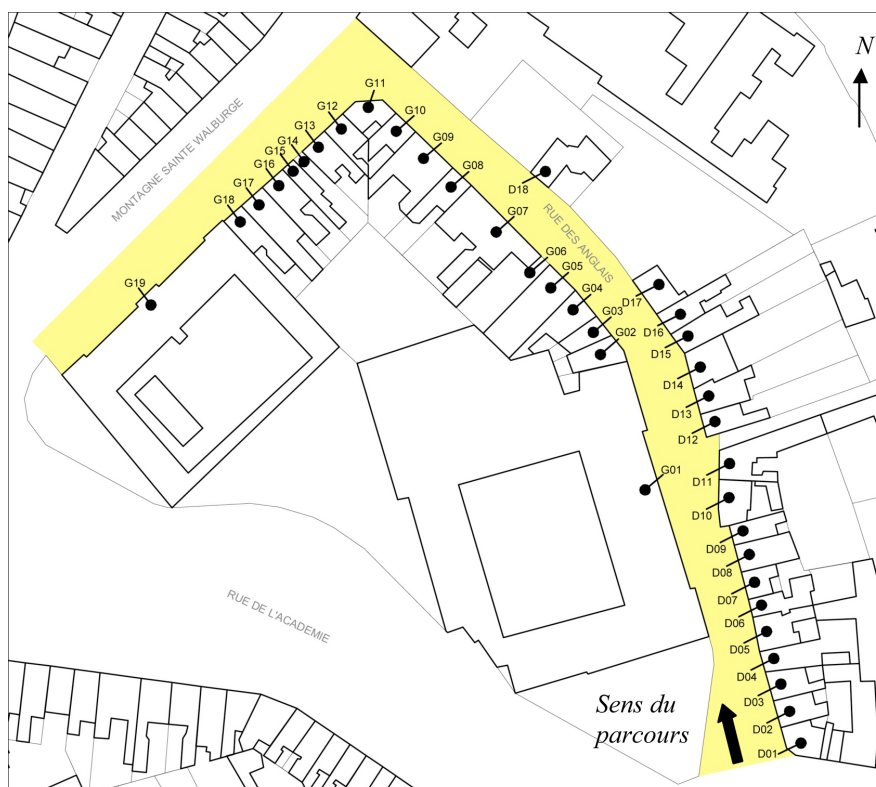 N
G11
G12
G10
G13
G14
G15
G16
G09
G17
G08
G18
D18
MONTAGNE SAINTE WALBURGE
G07
RUE DES ANGLAIS
G06
G05
G19
G04
D17
G03
G02
D16
D15
D14
D13
D12
G01
D11
D10
D09
D08
D07
D06
D05
D04
D03
D02
D01
RUE DE L'ACADEMIE
Sens du
parcours